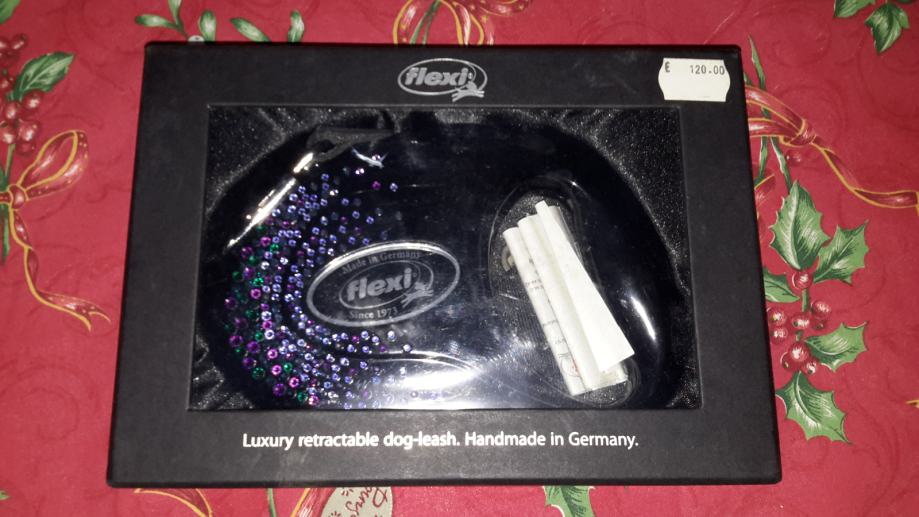 flexi
£ 120.00
Made in Germany
flexi
Since 1973
Luxury retractable dog-leash. Handmade in Germany.